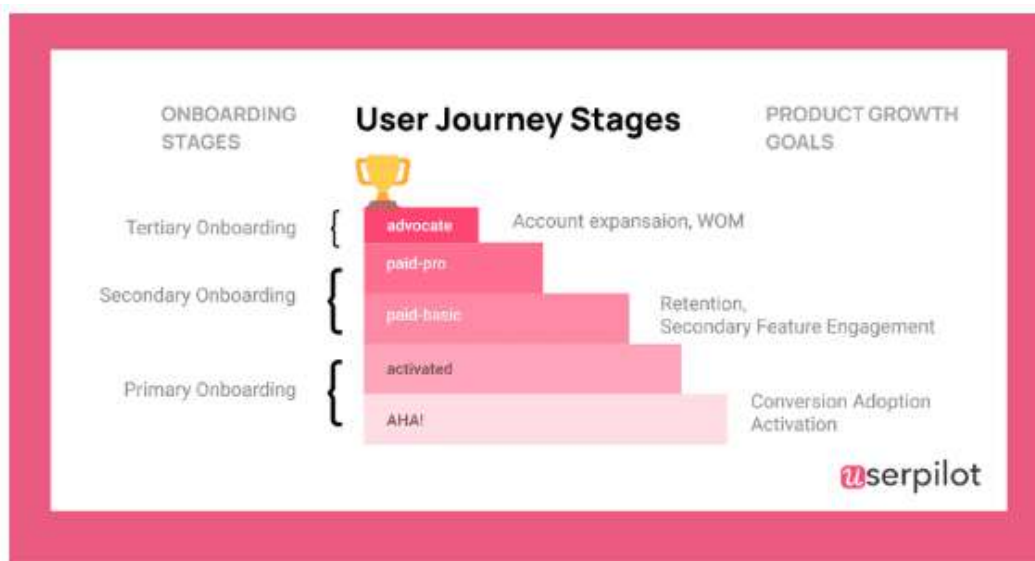 ONBOARDING
STAGES
User Journey Stages
PRODUCT GROWTH
GOALS
Tertiary Onboarding
advocate
Account expansaion, WOM
paid-pro
Secondary Onboarding
paid-basic
Retention,
Secondary Feature Engagement
activated
Primary Onboarding
AHA!
Conversion Adoption
Activation
userpilot